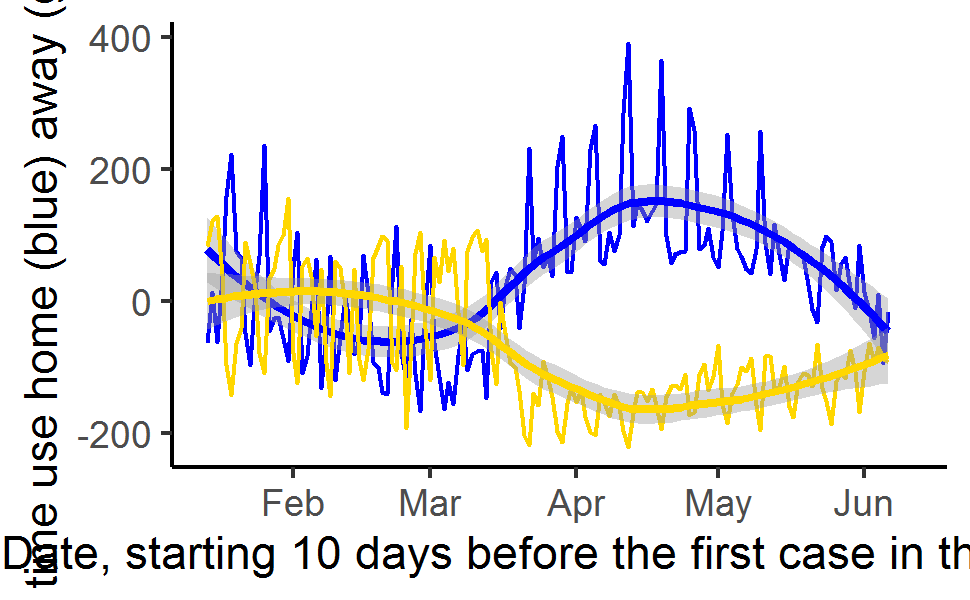 time use home (blue) away (
400
200
0
-200
Feb Mar Apr May Jun
Date, starting 10 days before the first case in th